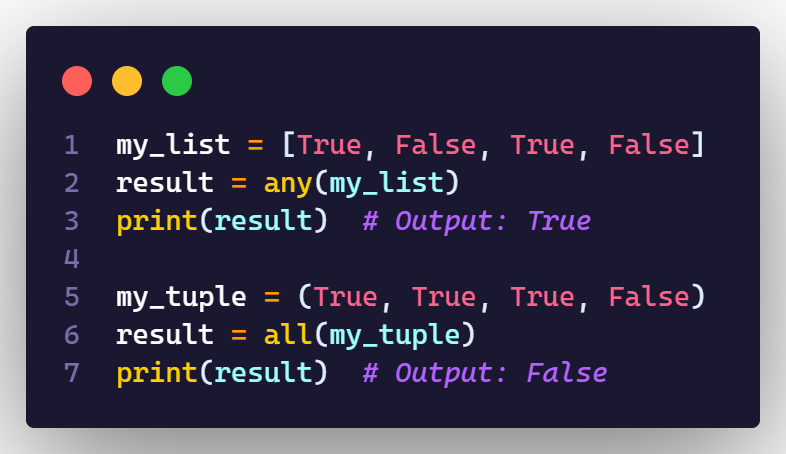 1 my_list = [True, False, True, False]
2 result = any(my_list)
3 print(result)  # Output: True
4
5 my_tuple = (True, True, True, False)
6 result = all(my_tuple)
7 print(result)  # Output: False